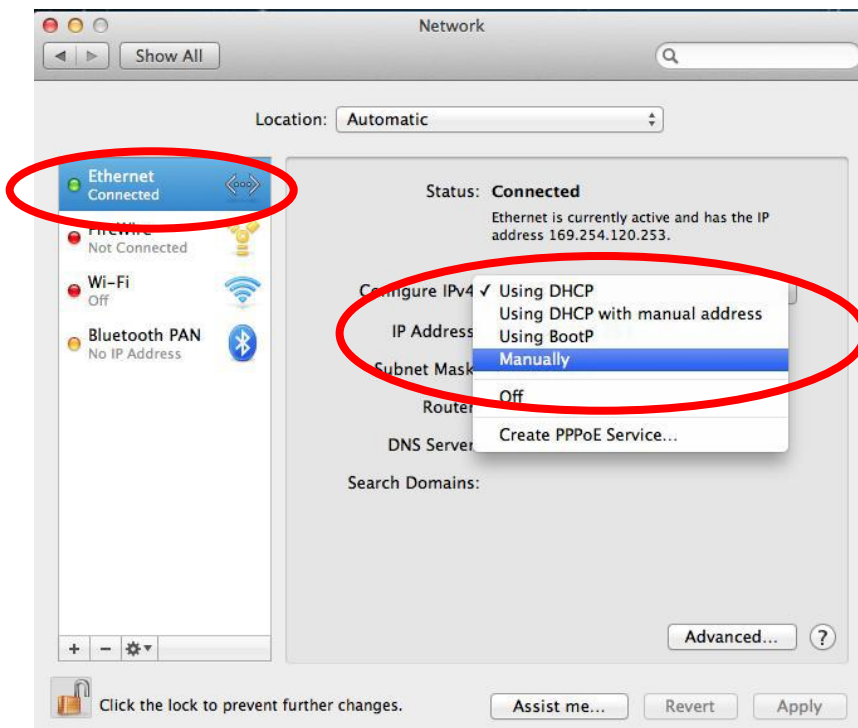 Network
Show All
Location: Automatic
Ethernet
Connected
FireWire
Not Connected
Wi-Fi
Off
Bluetooth PAN
No IP Address
Status: Connected
Ethernet is currently active and has the IP
address 169.254.120.253.
Configure IPv4 ✓ Using DHCP
Using DHCP with manual address
IP Address
Using BootP
Manually
Subnet Mask
Off
Router
Create PPPoE Service...
DNS Server
Search Domains:
Advanced... ?
Click the lock to prevent further changes.
Assist me... Revert Apply